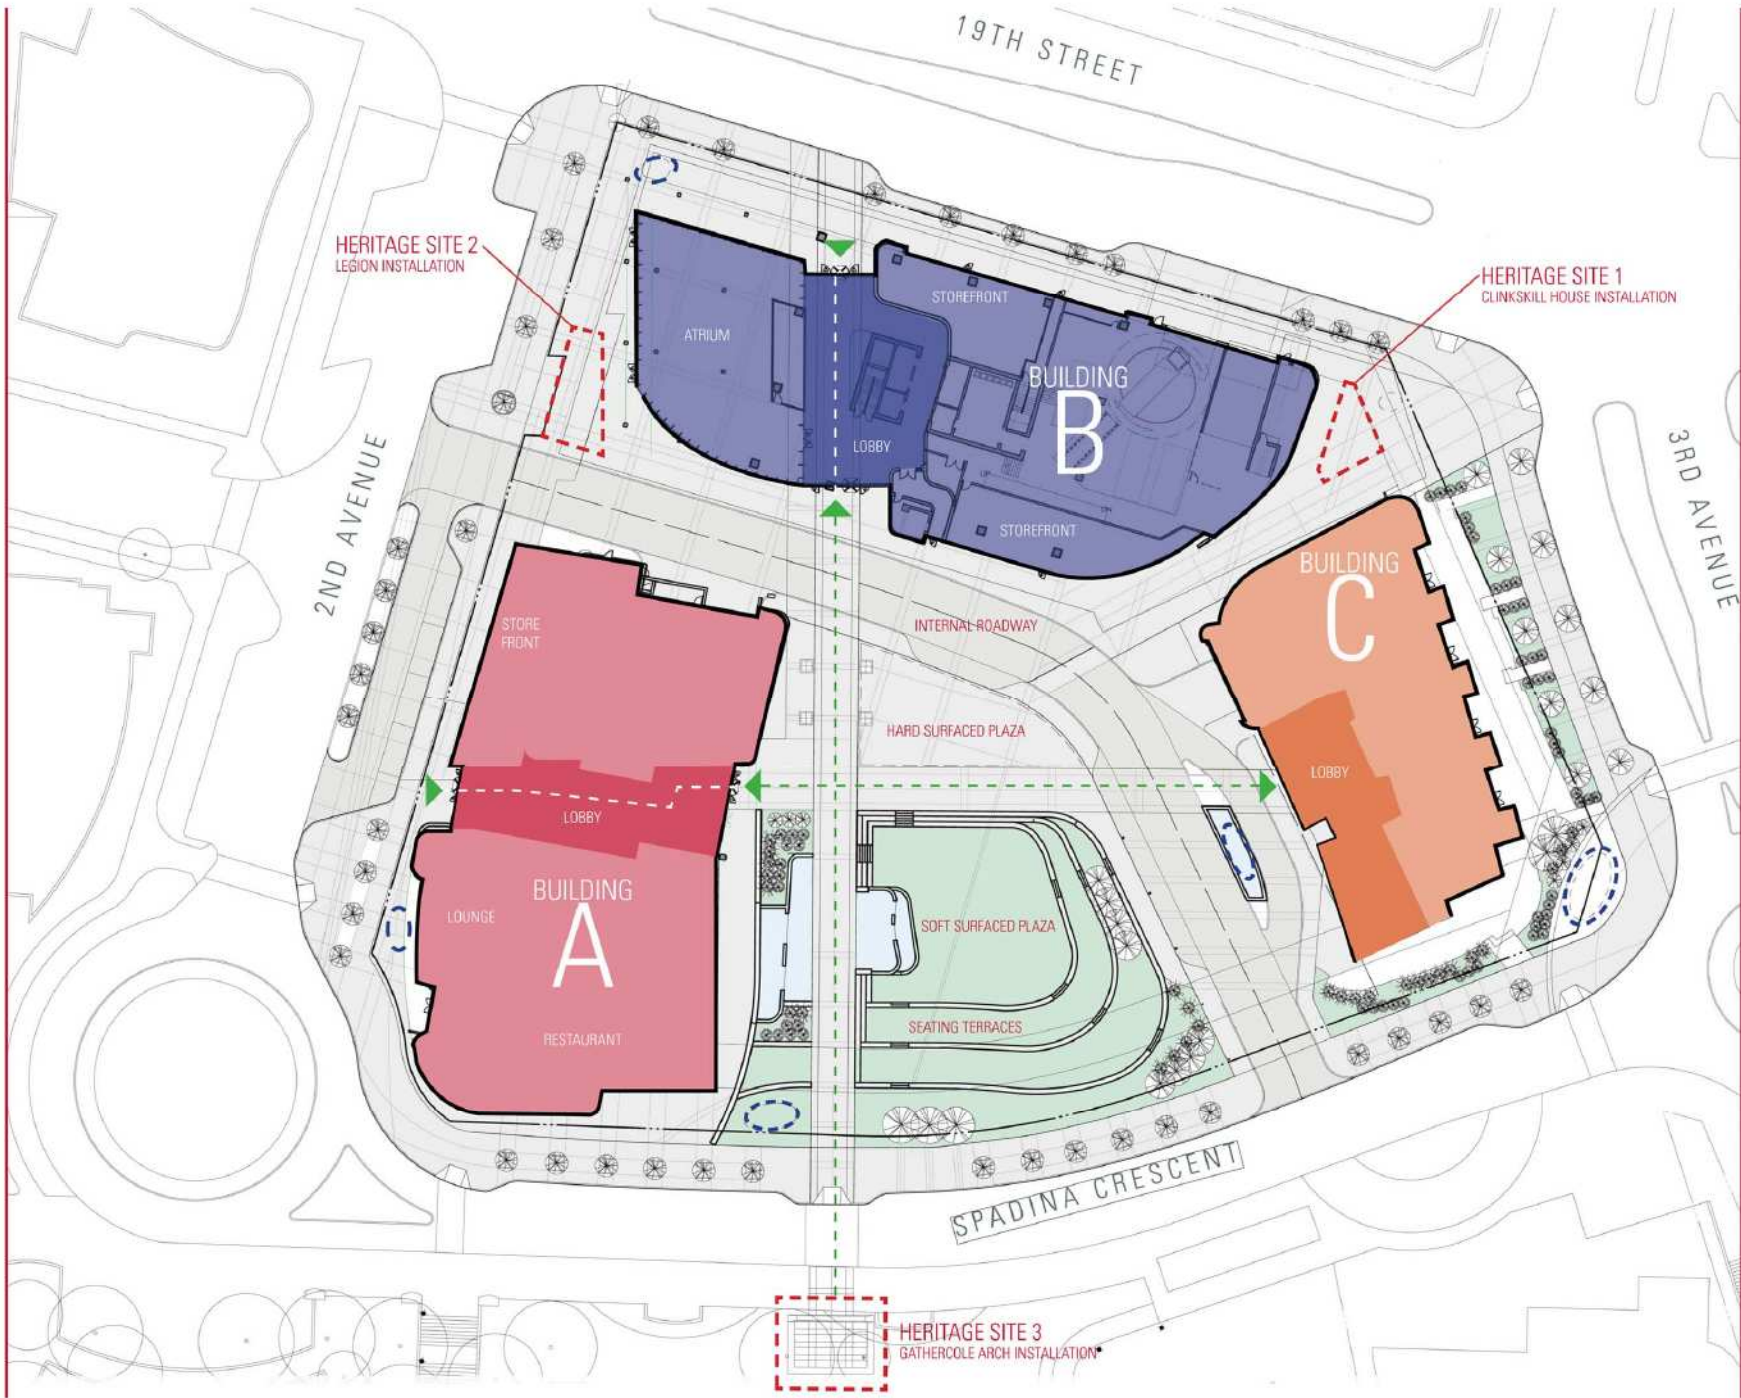 19TH STREET
HERITAGE SITE 2
LEGION INSTALLATION
HERITAGE SITE 1
CLINKSKILL HOUSE INSTALLATION
STOREFRONT
ATRIUM
BUILDING
B
LOBBY
STOREFRONT
2ND AVENUE
3RD AVENUE
BUILDING
C
STORE
FRONT
INTERNAL ROADWAY
HARD SURFACED PLAZA
LOBBY
LOBBY
BUILDING
A
LOUNGE
SOFT SURFACED PLAZA
SEATING TERRACES
RESTAURANT
SPADINA CRESCENT
HERITAGE SITE 3
GATHERCOLE ARCH INSTALLATION